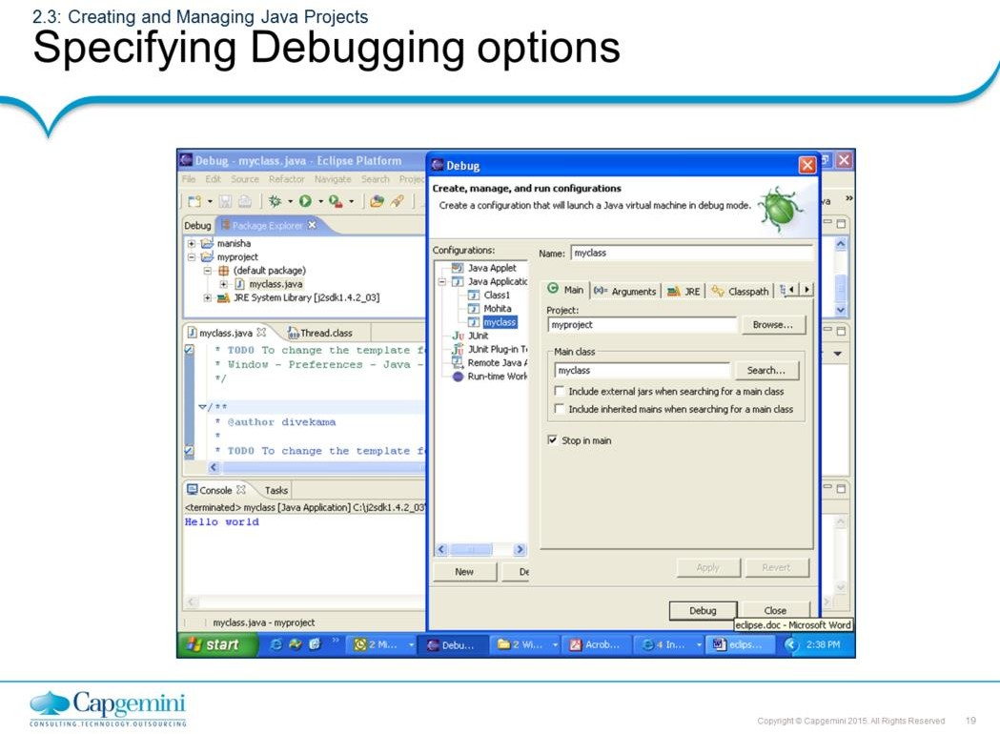 2.3: Creating and Managing Java Projects
Specifying Debugging options
Debug - myclass.java - Eclipse Platform
File Edit Source Refactor Navigate Search Projec
Debug Package Explorer
manisha
myproject
(default package)
myclass.java
JRE System Library [j2sdk1.4.2_03]
myclass.java Thread.class
* TODO To change the template f
* Window - Preferences - Java -
*/
/**
* @author divekama
*
* TODO To change the template f
Console Tasks
<terminated> myclass [Java Application] C:\j2sdk1.4.2_03\
Hello world
myclass.java - myproject
Debug
Create, manage, and run configurations
Create a configuration that will launch a Java virtual machine in debug mode.
Configurations:
Java Applet
Java Applicatio
Class1
Mohita
myclass
JUnit
JUnit Plug-in T
Remote Java A
Run-time Work
New De
Name: myclass
Main (x)= Arguments JRE Classpath
Project:
myproject Browse...
Main class
myclass Search...
Include external jars when searching for a main class
Include inherited mains when searching for a main class
Stop in main
Apply Revert
Debug Close
va »
eclipse.doc - Microsoft Word
start » 2 Mi... Debu... 2 Wi... Acrob... 4 In... eclips... 2:38 PM
Capgemini
CONSULTING.TECHNOLOGY.OUTSOURCING
Copyright © Capgemini 2015. All Rights Reserved 19